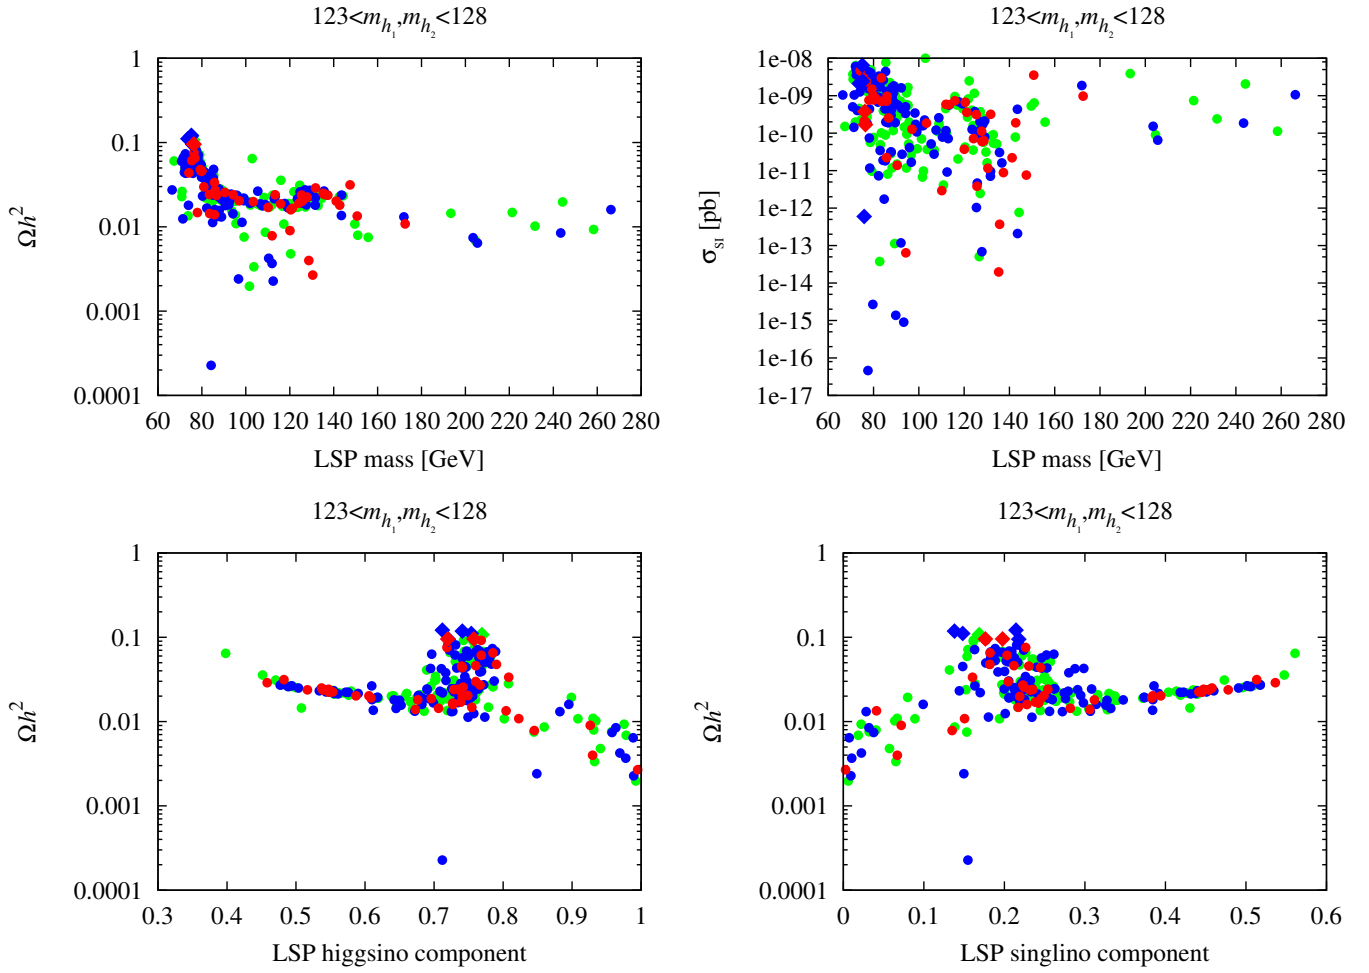 123<m_{h_1},m_{h_2}<128
Ωh²
1
0.1
0.01
0.001
0.0001
60 80 100 120 140 160 180 200 220 240 260 280
LSP mass [GeV]
123<m_{h_1},m_{h_2}<128
σ_{SI} [pb]
1e-08
1e-09
1e-10
1e-11
1e-12
1e-13
1e-14
1e-15
1e-16
1e-17
60 80 100 120 140 160 180 200 220 240 260 280
LSP mass [GeV]
123<m_{h_1},m_{h_2}<128
Ωh²
1
0.1
0.01
0.001
0.0001
0.3 0.4 0.5 0.6 0.7 0.8 0.9 1
LSP higgsino component
123<m_{h_1},m_{h_2}<128
Ωh²
1
0.1
0.01
0.001
0.0001
0 0.1 0.2 0.3 0.4 0.5 0.6
LSP singlino component